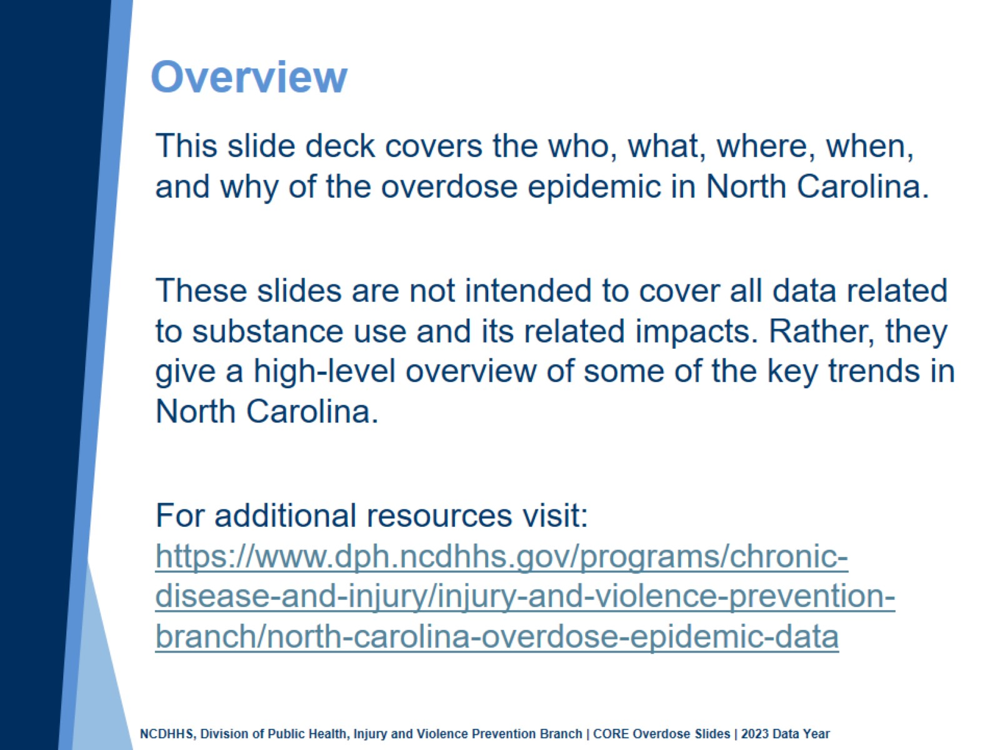 Overview
This slide deck covers the who, what, where, when,
and why of the overdose epidemic in North Carolina.
These slides are not intended to cover all data related
to substance use and its related impacts. Rather, they
give a high-level overview of some of the key trends in
North Carolina.
For additional resources visit:
https://www.dph.ncdhhs.gov/programs/chronic-
disease-and-injury/injury-and-violence-prevention-
branch/north-carolina-overdose-epidemic-data
NCDHHS, Division of Public Health, Injury and Violence Prevention Branch | CORE Overdose Slides | 2023 Data Year